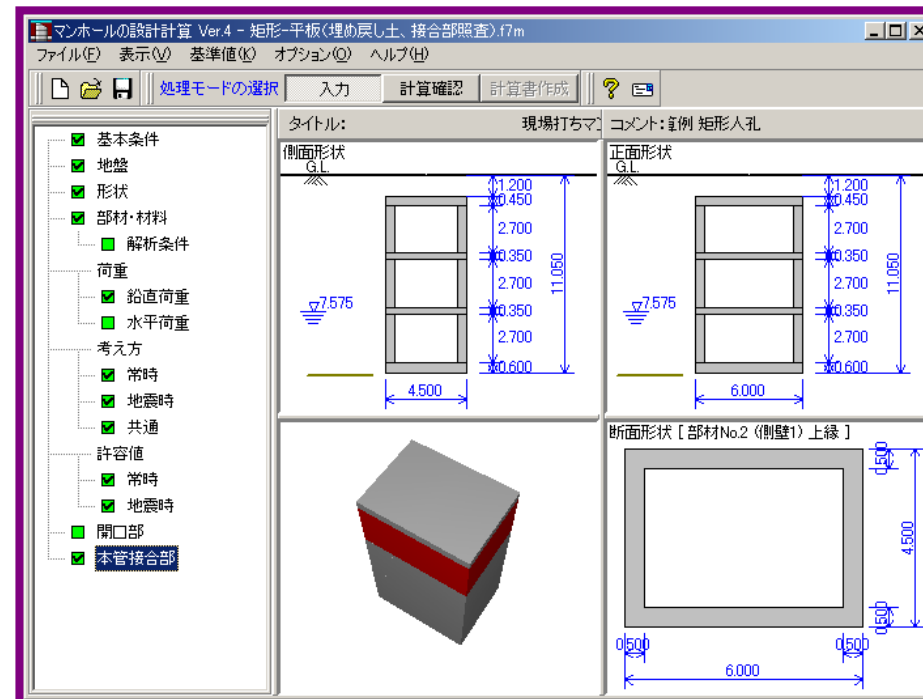 マンホールの設計計算 Ver.4 - 矩形-平板(埋め戻し土、接合部照査).f7m
ファイル(F) 表示(V) 基準値(K) オプション(O) ヘルプ(H)
処理モードの選択 入力 計算確認 計算書作成
基本条件
地盤
形状
部材・材料
解析条件
荷重
鉛直荷重
水平荷重
考え方
常時
地震時
共通
許容値
常時
地震時
開口部
本管接合部
タイトル: 現場打ちマ
コメント: 算例 矩形人孔
側面形状
G.L.
1.200
0.450
2.700
0.350
2.700
0.350
2.700
0.600
11.050
7.575
4.500
正面形状
G.L.
1.200
0.450
2.700
0.350
2.700
0.350
2.700
0.600
11.050
7.575
6.000
断面形状 [ 部材No.2 (側壁1) 上縁 ]
0.500
4.500
0.500
0.500
0.500
6.000